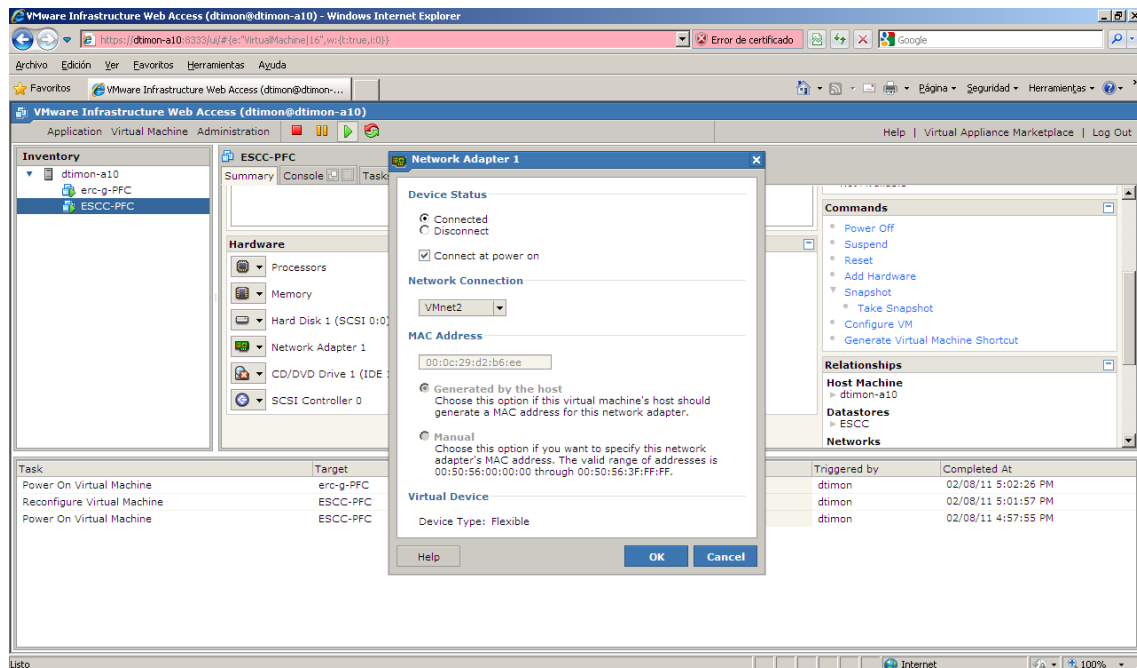 VMware Infrastructure Web Access (dtimon@dtimon-a10) - Windows Internet Explorer
https://dtimon-a10:8333/ui/#{e:"VirtualMachine|16",w:{t:true,i:0}}
Error de certificado
Google
Archivo Edición Ver Favoritos Herramientas Ayuda
Favoritos
VMware Infrastructure Web Access (dtimon@dtimon-...
Página Seguridad Herramientas
VMware Infrastructure Web Access (dtimon@dtimon-a10)
Application Virtual Machine Administration
Help | Virtual Appliance Marketplace | Log Out
Inventory
dtimon-a10
erc-g-PFC
ESCC-PFC
ESCC-PFC
Summary Console Task
Hardware
Processors
Memory
Hard Disk 1 (SCSI 0:0)
Network Adapter 1
CD/DVD Drive 1 (IDE
SCSI Controller 0
Network Adapter 1
Device Status
Connected
Disconnect
Connect at power on
Network Connection
VMnet2
MAC Address
00:0c:29:d2:b6:ee
Generated by the host
Choose this option if this virtual machine's host should
generate a MAC address for this network adapter.
Manual
Choose this option if you want to specify this network
adapter's MAC address. The valid range of addresses is
00:50:56:00:00:00 through 00:50:56:3F:FF:FF.
Virtual Device
Device Type: Flexible
Help OK Cancel
Commands
Power Off
Suspend
Reset
Add Hardware
Snapshot
Take Snapshot
Configure VM
Generate Virtual Machine Shortcut
Relationships
Host Machine
dtimon-a10
Datastores
ESCC
Networks
Task Target Triggered by Completed At
Power On Virtual Machine erc-g-PFC dtimon 02/08/11 5:02:26 PM
Reconfigure Virtual Machine ESCC-PFC dtimon 02/08/11 5:01:57 PM
Power On Virtual Machine ESCC-PFC dtimon 02/08/11 4:57:55 PM
Listo Internet 100%